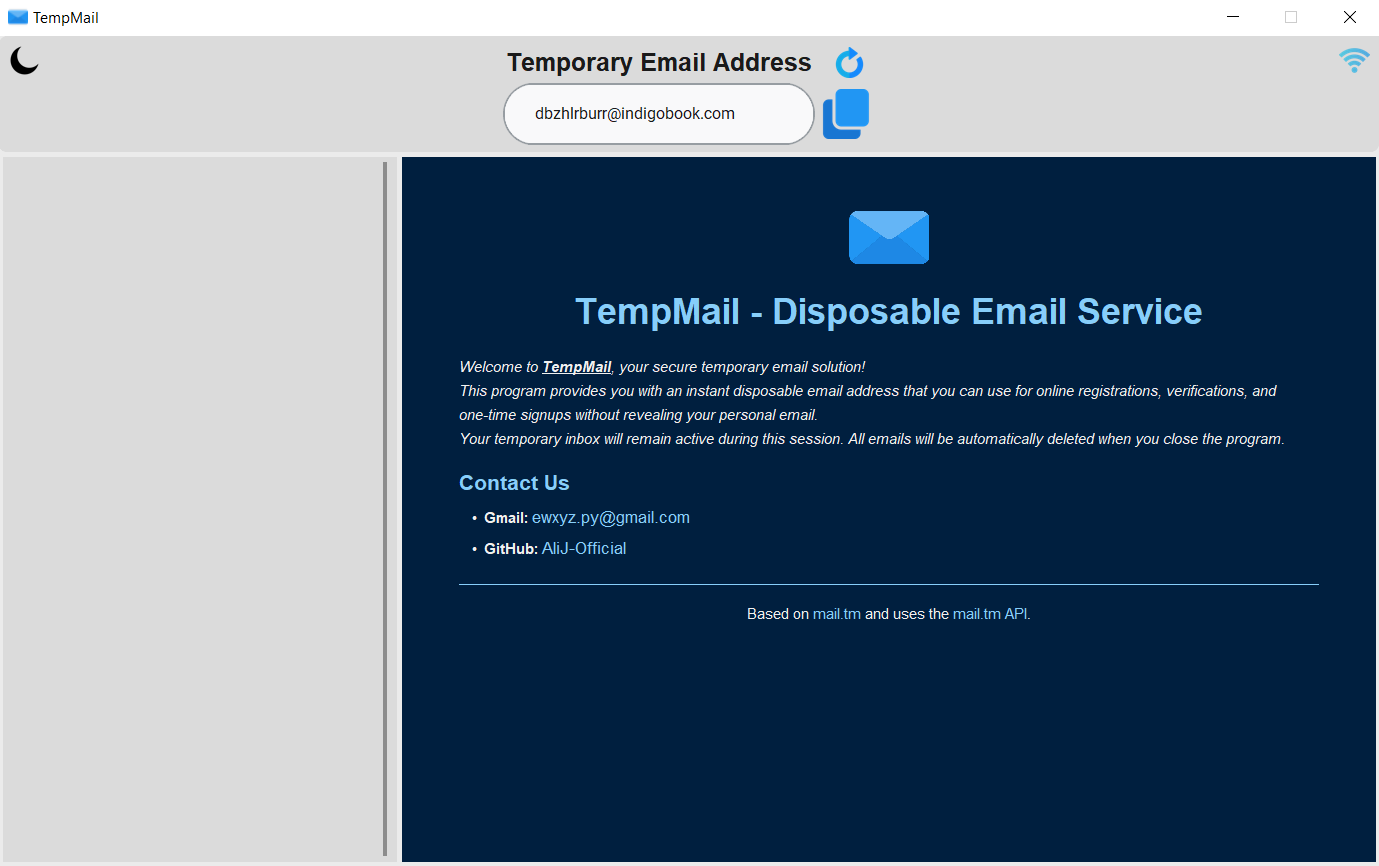 TempMail
Temporary Email Address
dbzhlrburr@indigobook.com
TempMail - Disposable Email Service
Welcome to TempMail, your secure temporary email solution!
This program provides you with an instant disposable email address that you can use for online registrations, verifications, and
one-time signups without revealing your personal email.
Your temporary inbox will remain active during this session. All emails will be automatically deleted when you close the program.
Contact Us
• Gmail: ewxyz.py@gmail.com
• GitHub: AliJ-Official
Based on mail.tm and uses the mail.tm API.